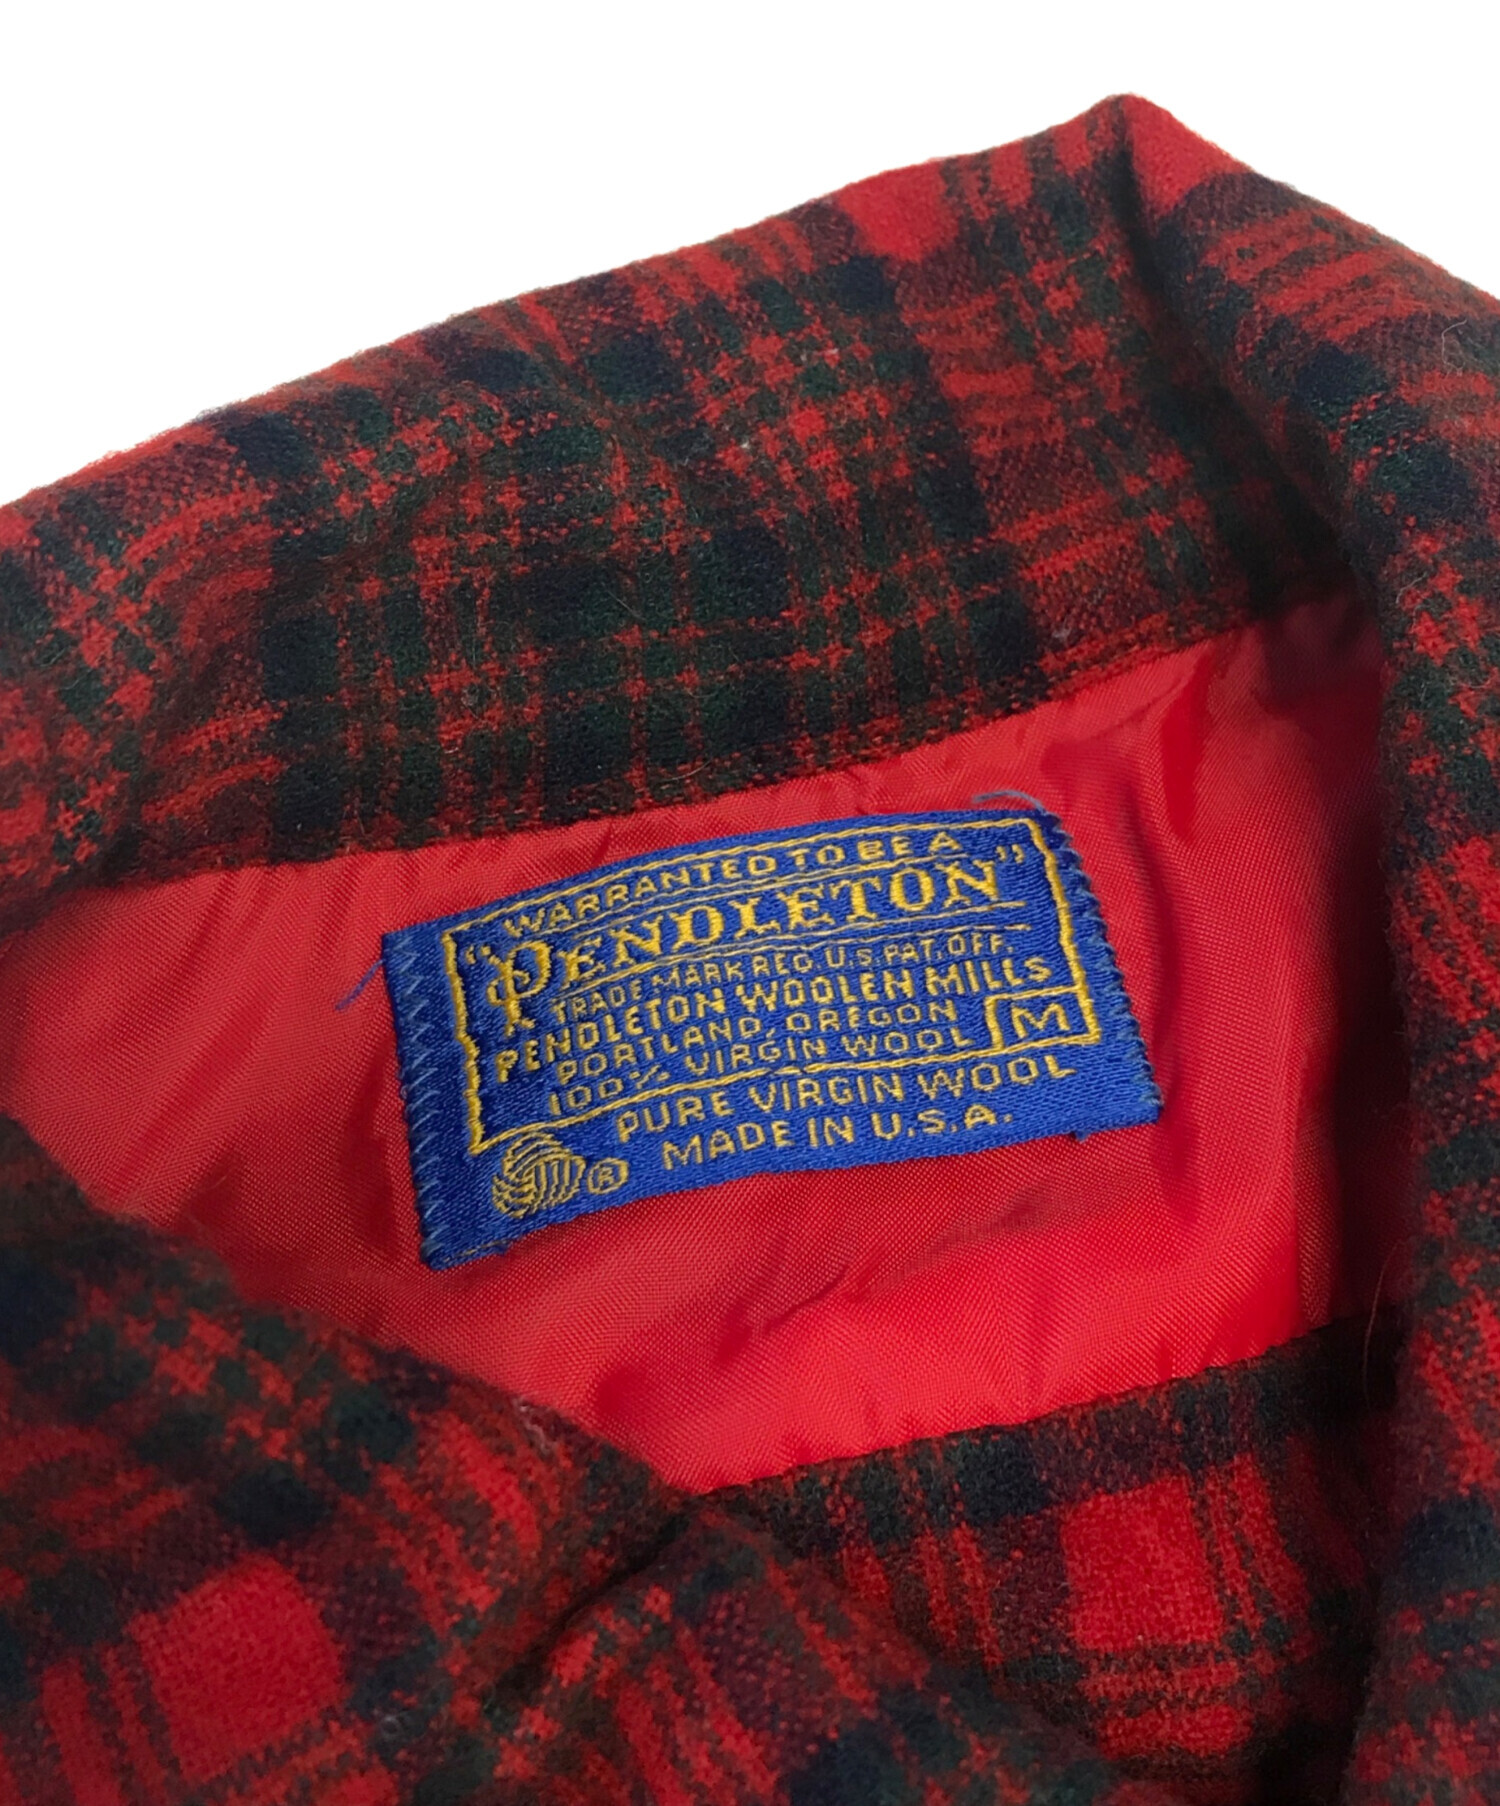 WARRANTED TO BE A
"PENDLETON"
TRADE MARK REG. U.S. PAT. OFF.
PENDLETON WOOLEN MILLS
PORTLAND, OREGON
100% VIRGIN WOOL M
PURE VIRGIN WOOL
® MADE IN U.S.A.